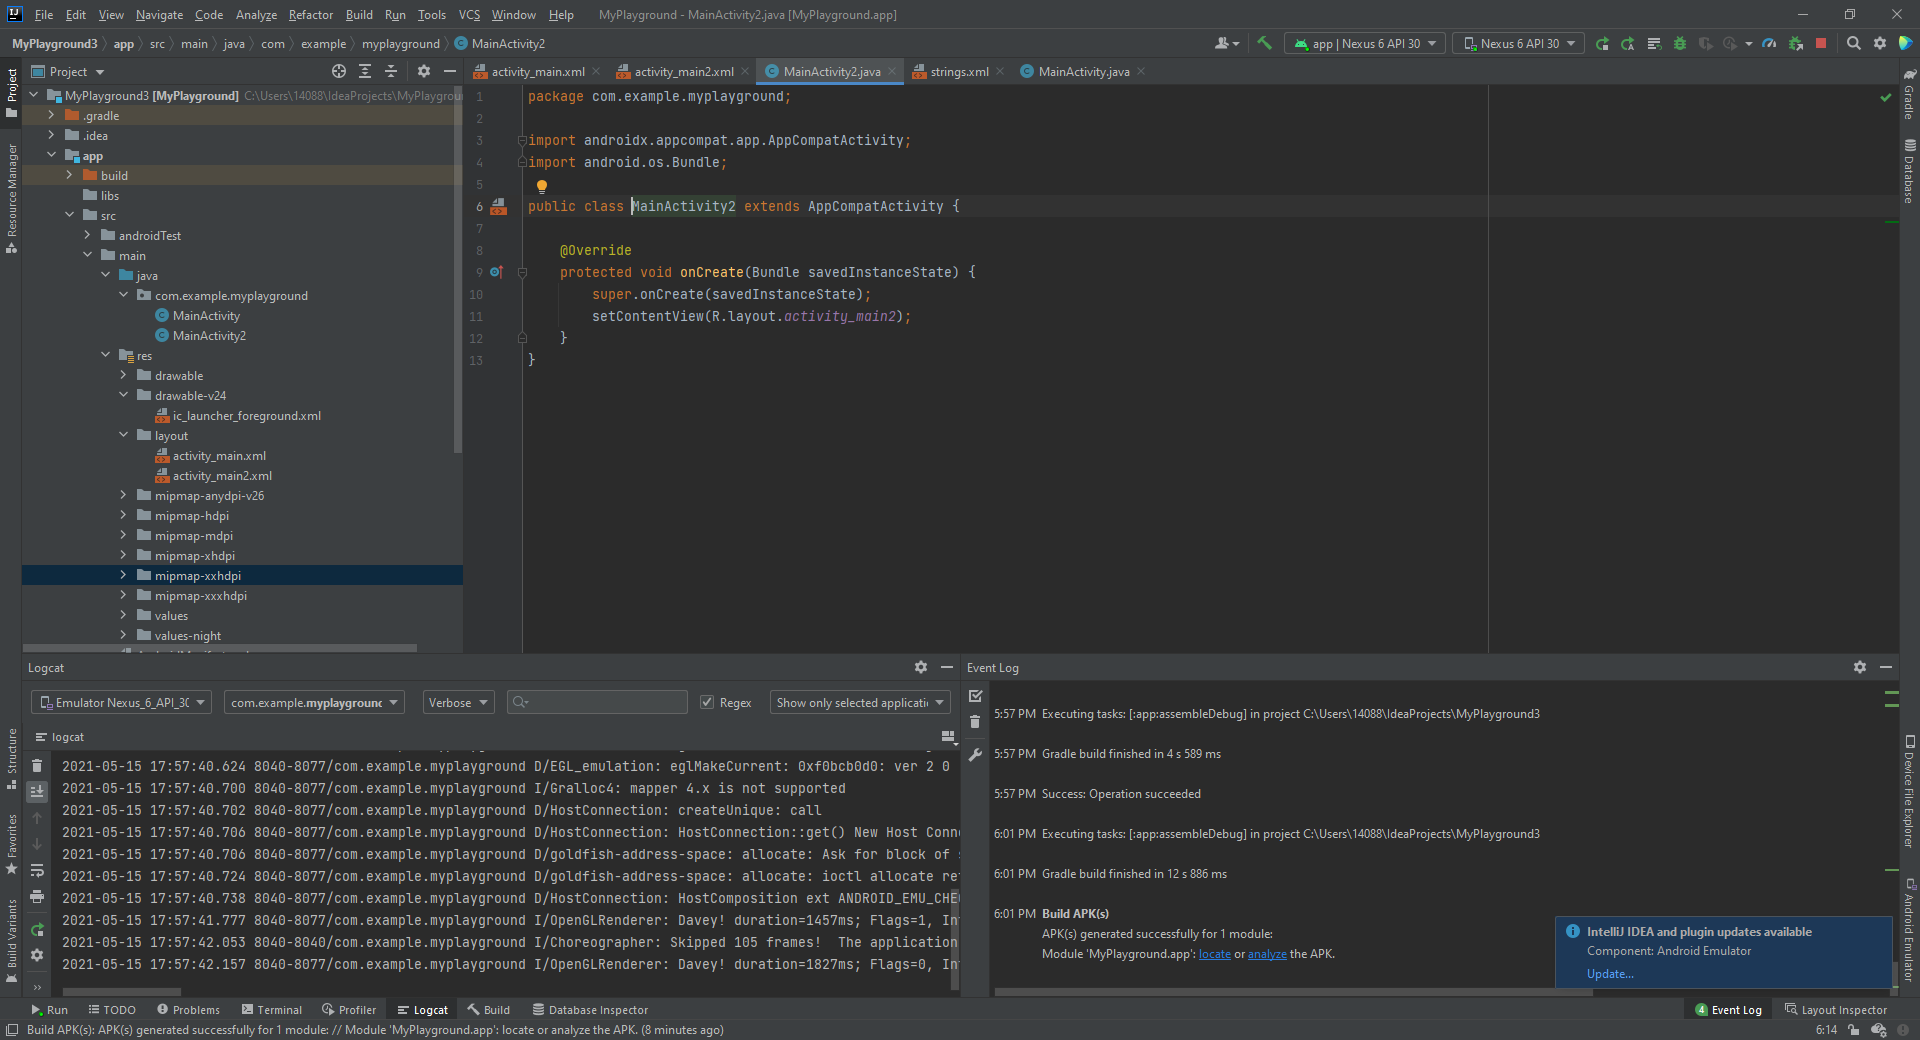 File Edit View Navigate Code Analyze Refactor Build Run Tools VCS Window Help MyPlayground - MainActivity2.java [MyPlayground.app]
MyPlayground3 app src main java com example myplayground MainActivity2 app | Nexus 6 API 30 Nexus 6 API 30
Project
activity_main.xml activity_main2.xml MainActivity2.java strings.xml MainActivity.java
MyPlayground3 [MyPlayground] C:\Users\14088\IdeaProjects\MyPlaygrou
.gradle
.idea
app
build
libs
src
androidTest
main
java
com.example.myplayground
MainActivity
MainActivity2
res
drawable
drawable-v24
ic_launcher_foreground.xml
layout
activity_main.xml
activity_main2.xml
mipmap-anydpi-v26
mipmap-hdpi
mipmap-mdpi
mipmap-xhdpi
mipmap-xxhdpi
mipmap-xxxhdpi
values
values-night
1 package com.example.myplayground;
2
3 import androidx.appcompat.app.AppCompatActivity;
4 import android.os.Bundle;
5
6 public class MainActivity2 extends AppCompatActivity {
7
8 @Override
9 protected void onCreate(Bundle savedInstanceState) {
10 super.onCreate(savedInstanceState);
11 setContentView(R.layout.activity_main2);
12 }
13 }
Project
Resource Manager
Structure
Favorites
Build Variants
Gradle
Database
Device File Explorer
Android Emulator
Logcat
Emulator Nexus_6_API_30 com.example.myplayground Verbose Regex Show only selected applicati
logcat
2021-05-15 17:57:40.624 8040-8077/com.example.myplayground D/EGL_emulation: eglMakeCurrent: 0xf0bcb0d0: ver 2 0
2021-05-15 17:57:40.700 8040-8077/com.example.myplayground I/Gralloc4: mapper 4.x is not supported
2021-05-15 17:57:40.702 8040-8077/com.example.myplayground D/HostConnection: createUnique: call
2021-05-15 17:57:40.706 8040-8077/com.example.myplayground D/HostConnection: HostConnection::get() New Host Conn
2021-05-15 17:57:40.706 8040-8077/com.example.myplayground D/goldfish-address-space: allocate: Ask for block of s
2021-05-15 17:57:40.724 8040-8077/com.example.myplayground D/goldfish-address-space: allocate: ioctl allocate re
2021-05-15 17:57:40.738 8040-8077/com.example.myplayground D/HostConnection: HostComposition ext ANDROID_EMU_CHE
2021-05-15 17:57:41.777 8040-8077/com.example.myplayground I/OpenGLRenderer: Davey! duration=1457ms; Flags=1, In
2021-05-15 17:57:42.053 8040-8040/com.example.myplayground I/Choreographer: Skipped 105 frames! The application
2021-05-15 17:57:42.157 8040-8077/com.example.myplayground I/OpenGLRenderer: Davey! duration=1827ms; Flags=0, In
Event Log
5:57 PM Executing tasks: [:app:assembleDebug] in project C:\Users\14088\IdeaProjects\MyPlayground3
5:57 PM Gradle build finished in 4 s 589 ms
5:57 PM Success: Operation succeeded
6:01 PM Executing tasks: [:app:assembleDebug] in project C:\Users\14088\IdeaProjects\MyPlayground3
6:01 PM Gradle build finished in 12 s 886 ms
6:01 PM Build APK(s)
APK(s) generated successfully for 1 module:
Module 'MyPlayground.app': locate or analyze the APK.
IntelliJ IDEA and plugin updates available
Component: Android Emulator
Update...
Run TODO Problems Terminal Profiler Logcat Build Database Inspector 4 Event Log Layout Inspector
Build APK(s): APK(s) generated successfully for 1 module: // Module 'MyPlayground.app': locate or analyze the APK. (8 minutes ago) 6:14